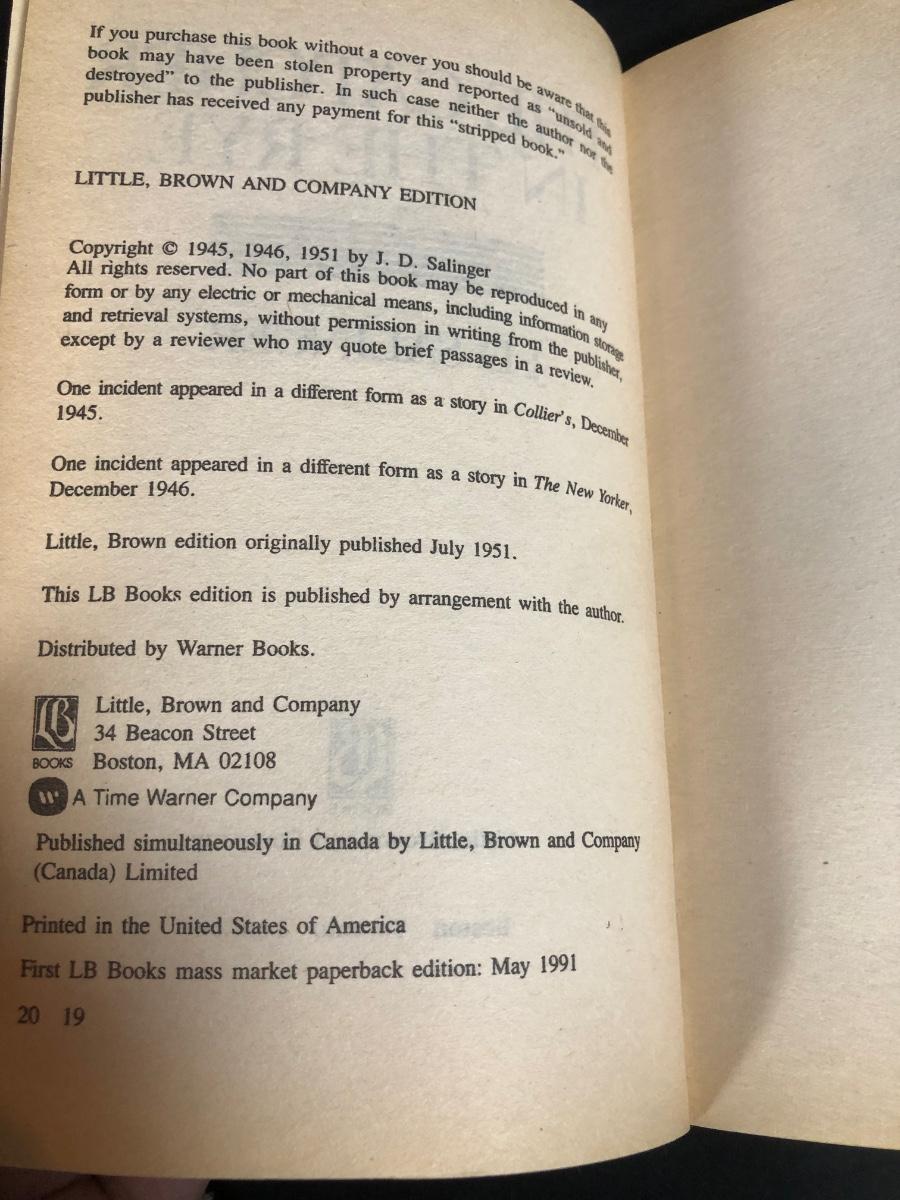 If you purchase this book without a cover you should be aware that this
book may have been stolen property and reported as “unsold and
destroyed” to the publisher. In such case neither the author nor the
publisher has received any payment for this “stripped book.”
LITTLE, BROWN AND COMPANY EDITION
Copyright © 1945, 1946, 1951 by J. D. Salinger
All rights reserved. No part of this book may be reproduced in any
form or by any electric or mechanical means, including information storage
and retrieval systems, without permission in writing from the publisher,
except by a reviewer who may quote brief passages in a review.
One incident appeared in a different form as a story in Collier's, December
1945.
One incident appeared in a different form as a story in The New Yorker,
December 1946.
Little, Brown edition originally published July 1951.
This LB Books edition is published by arrangement with the author.
Distributed by Warner Books.
LB
BOOKS
Little, Brown and Company
34 Beacon Street
Boston, MA 02108
A Time Warner Company
Published simultaneously in Canada by Little, Brown and Company
(Canada) Limited
Printed in the United States of America
First LB Books mass market paperback edition: May 1991
20 19